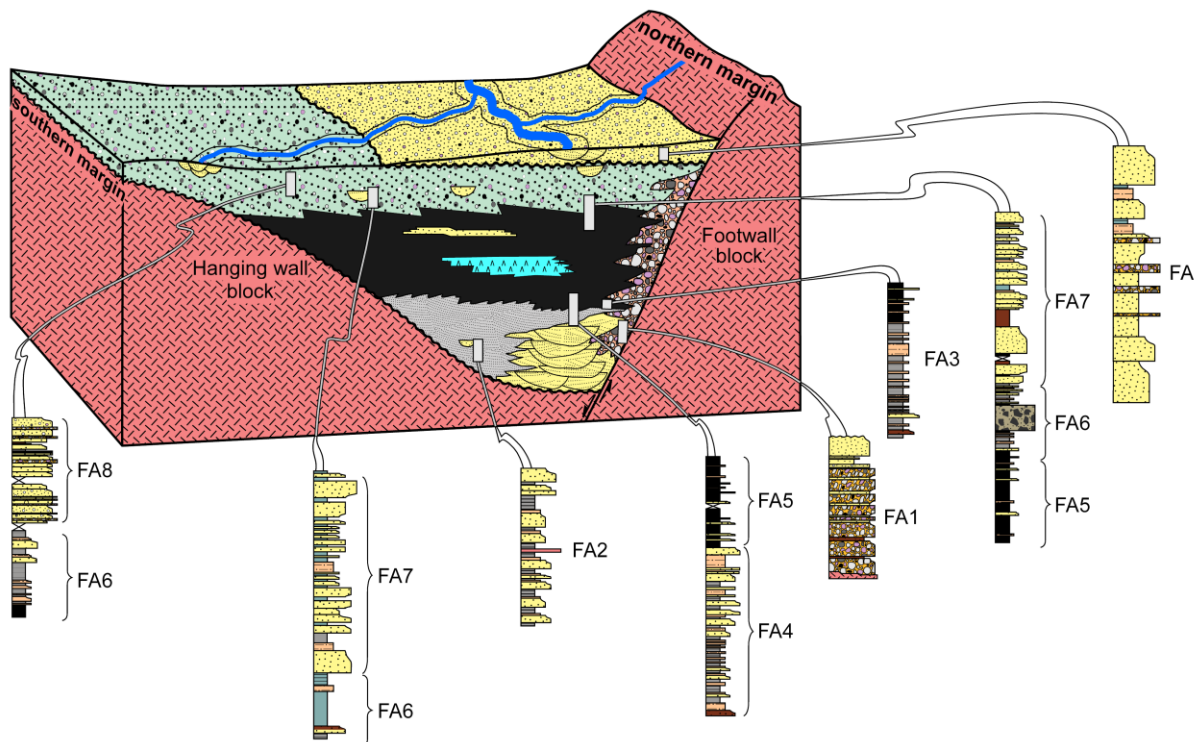 northern margin
southern margin
Hanging wall
block
Footwall
block
FA
FA7
FA3
FA6
FA5
FA8
FA5
FA1
FA2
FA7
FA6
FA4
FA6